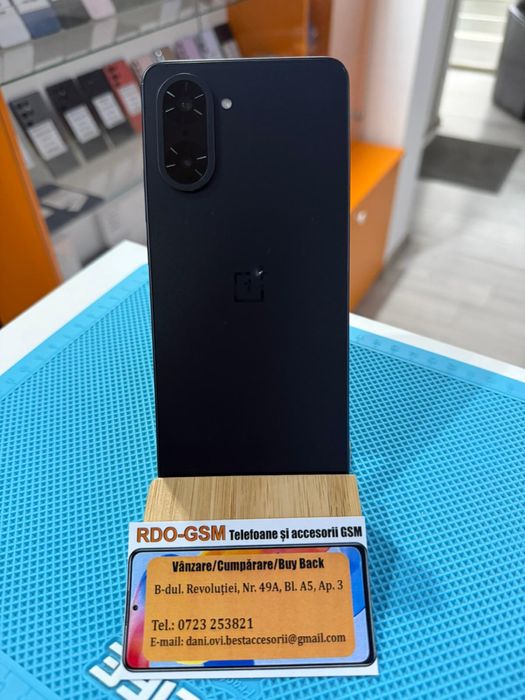 RDO-GSM Telefoane și accesorii GSM
Vânzare/Cumpărare/Buy Back
B-dul. Revoluției, Nr. 49A, Bl. A5, Ap. 3
Tel.: 0723 253821
E-mail: dani.ovi.bestaccesorii@gmail.com